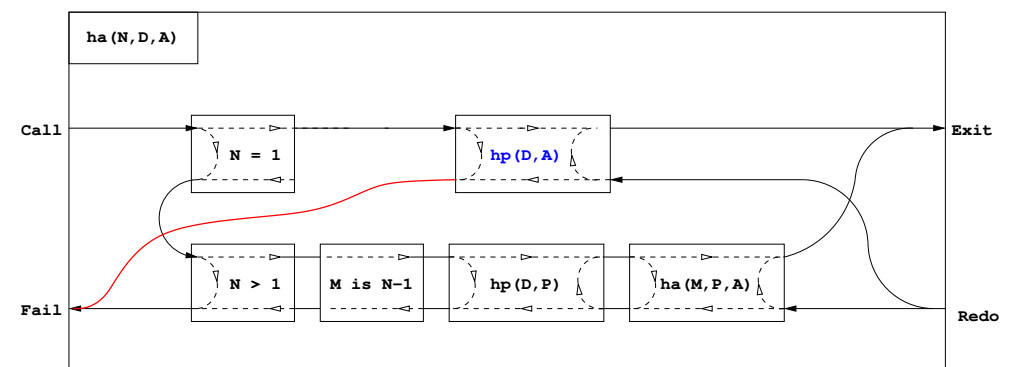 ha(N,D,A)
Call
Exit
N = 1
hp(D,A)
N > 1
M is N−1
hp(D,P)
ha(M,P,A)
Fail
Redo